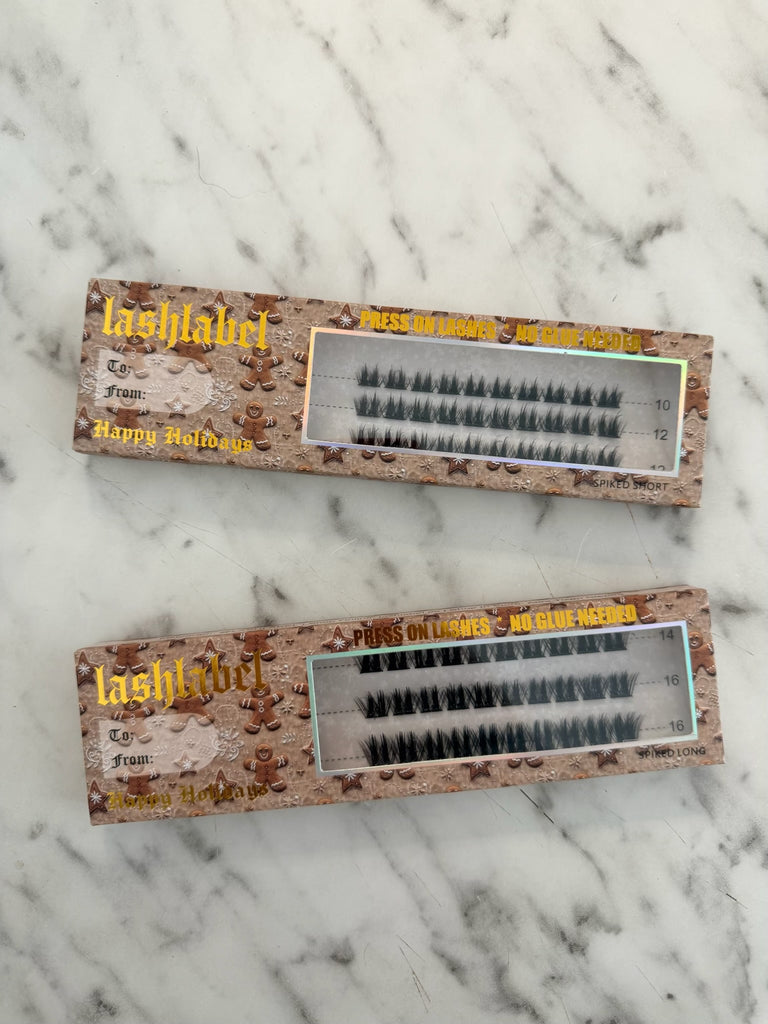 lashlabel
PRESS ON LASHES * NO GLUE NEEDED
To:
From:
Happy Holidays
10
12
12
SPIKED SHORT
lashlabel
PRESS ON LASHES * NO GLUE NEEDED
To:
From:
Happy Holidays
14
16
16
SPIKED LONG